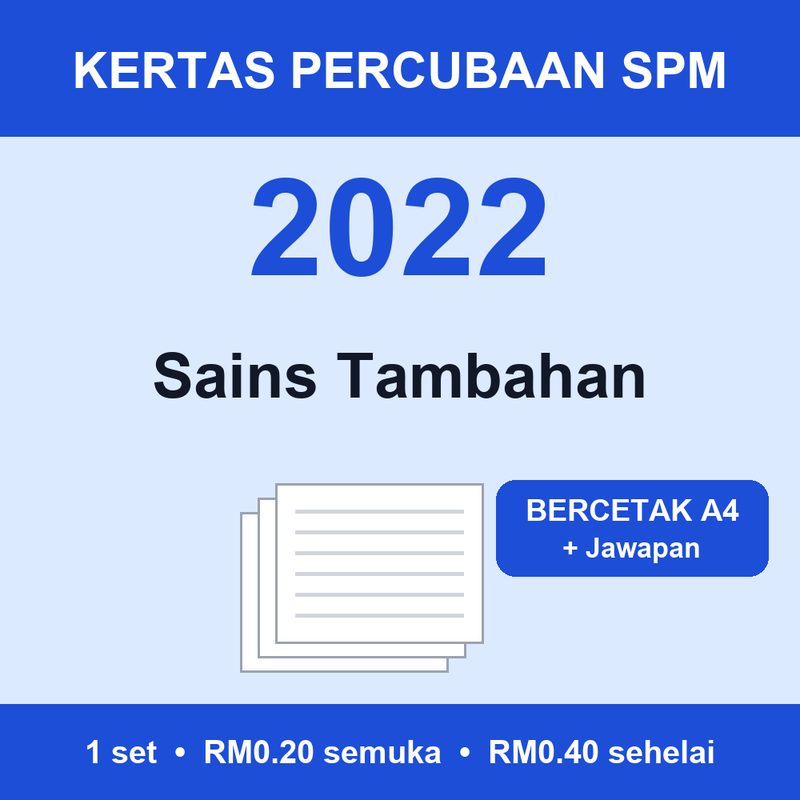 KERTAS PERCUBAAN SPM
2022
Sains Tambahan
BERCETAK A4
+ Jawapan
1 set • RM0.20 semuka • RM0.40 sehelai